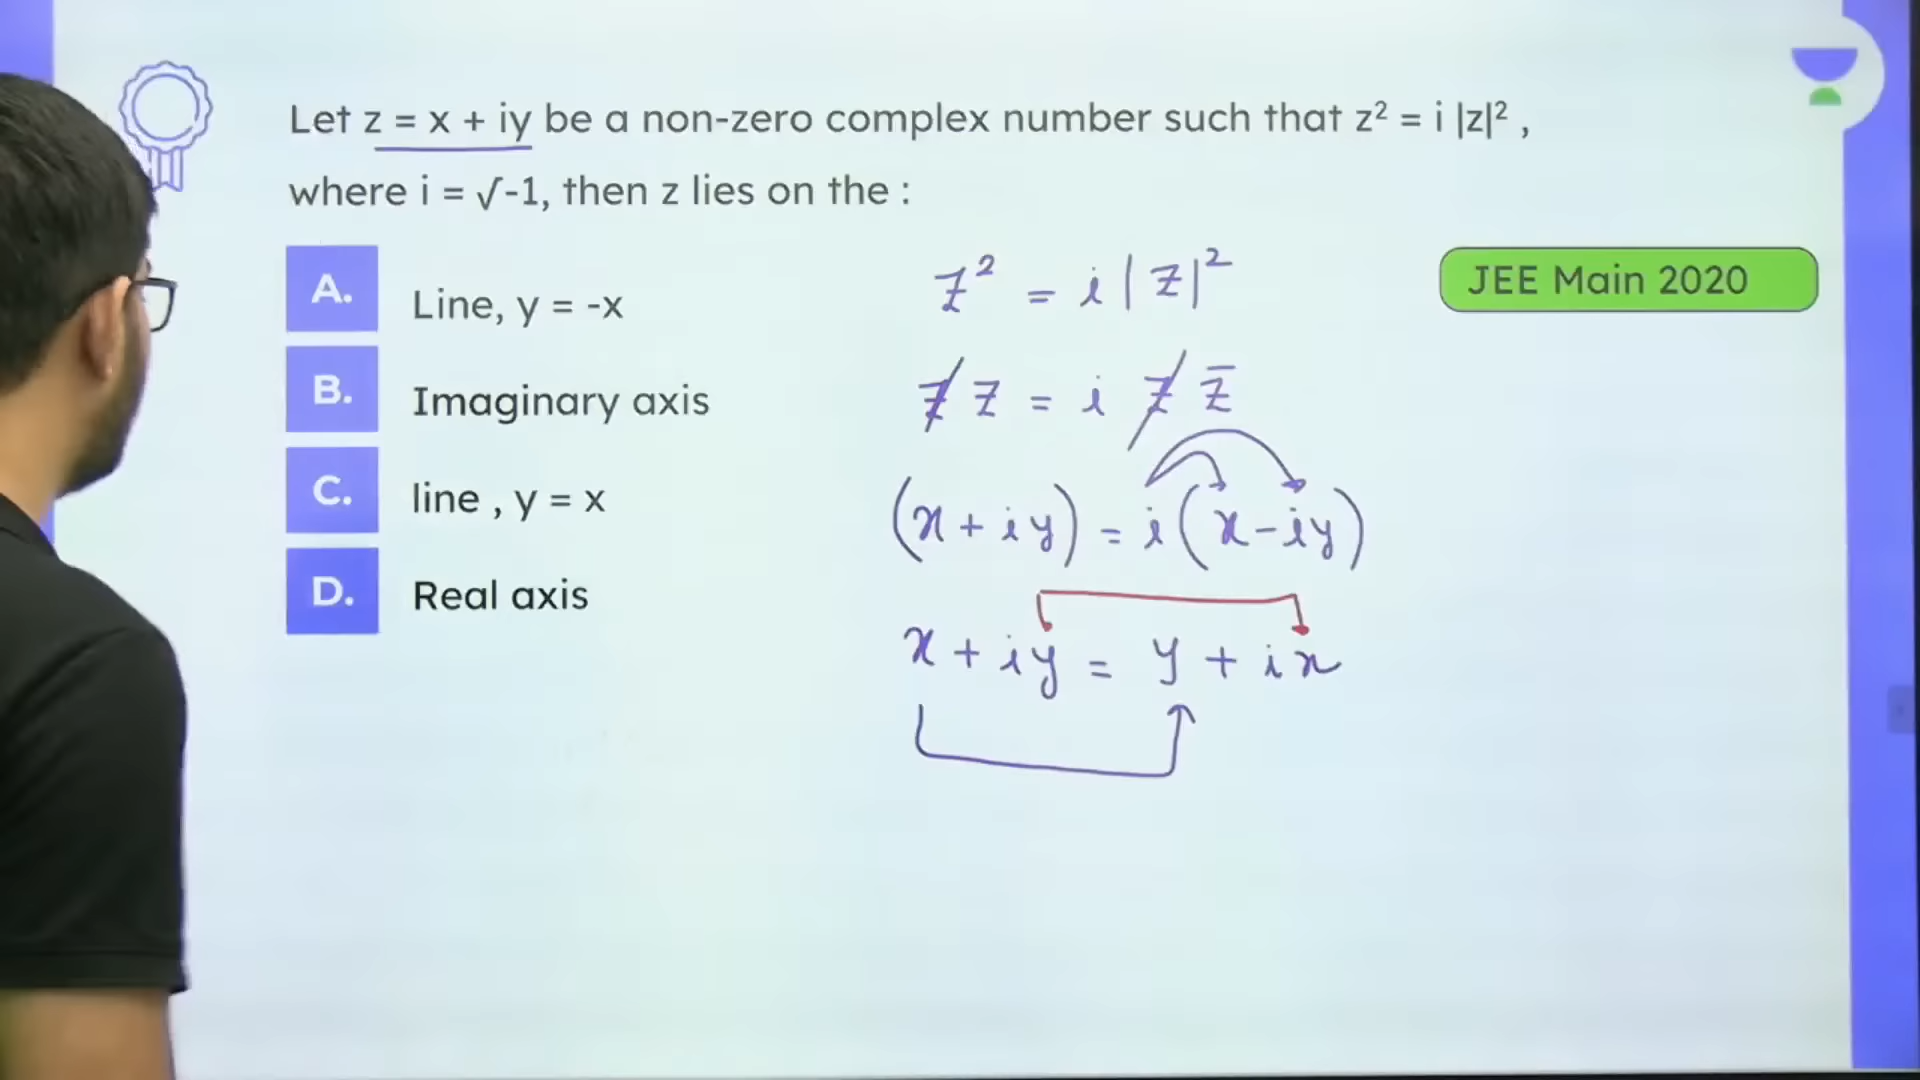 Let z = x + iy be a non-zero complex number such that z² = i |z|² ,
where i = √-1, then z lies on the :
JEE Main 2020
A. Line, y = -x
B. Imaginary axis
C. line , y = x
D. Real axis
z² = i |z|²
z z = i z z̅
(x + iy) = i (x - iy)
x + iy = y + ix